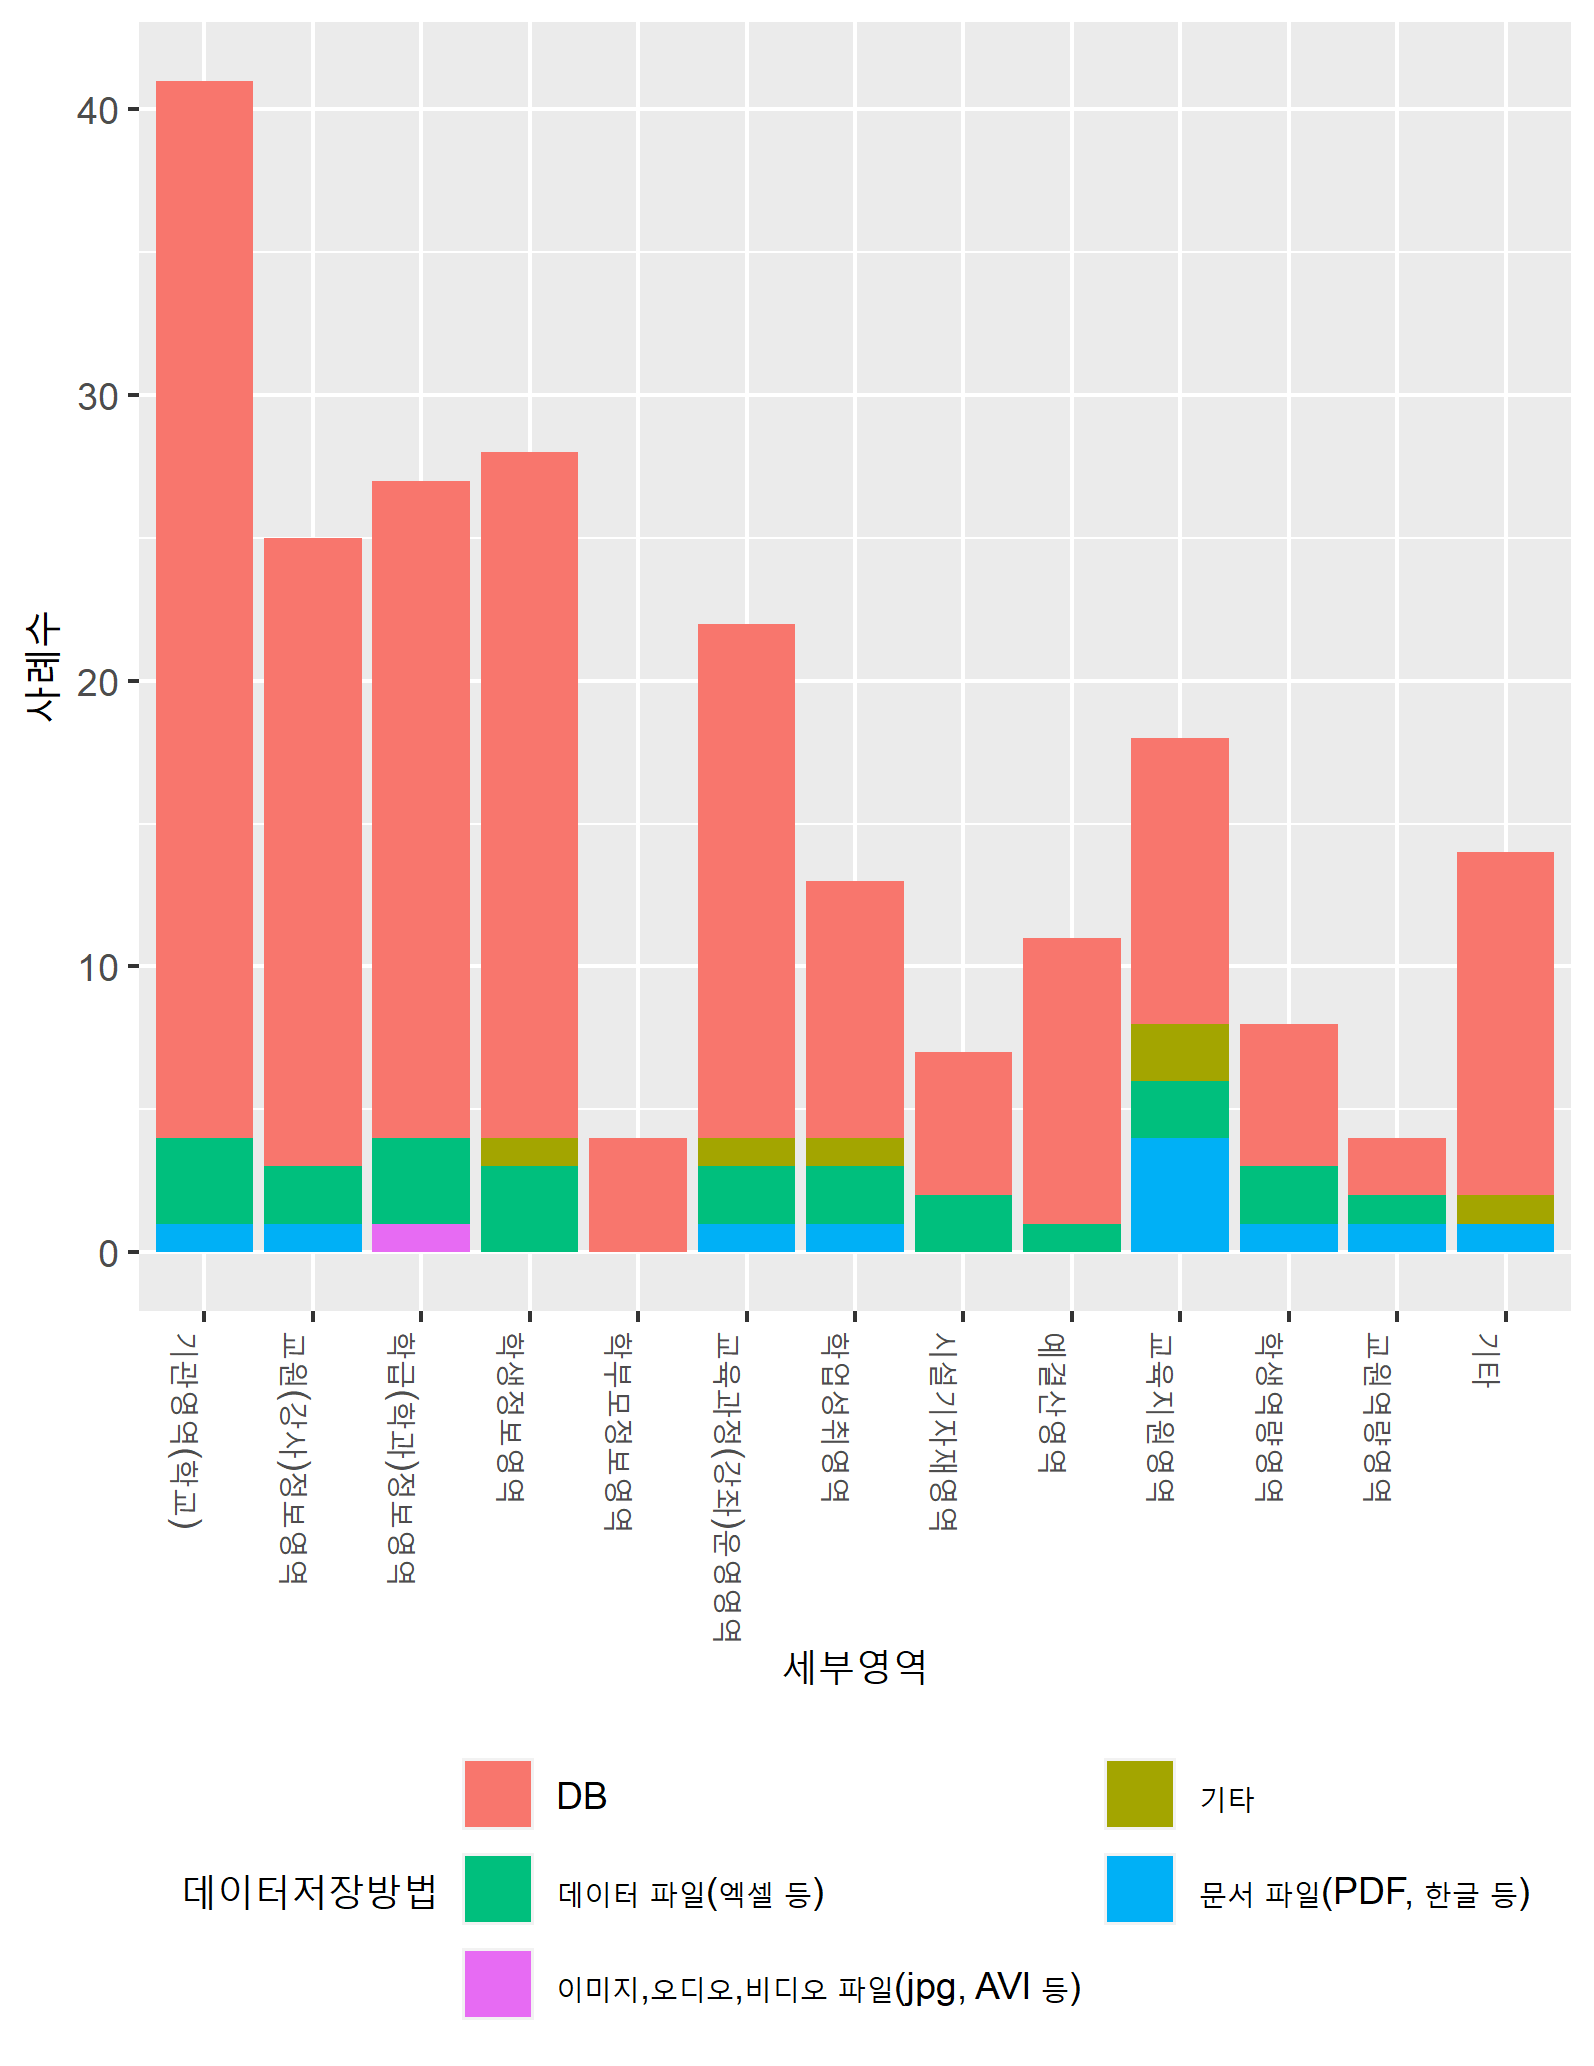 40
30
20
10
0
사례수
기관영역(학교)
교원(강사)정보영역
학급(학과)정보영역
학생정보영역
학부모정보영역
교육과정(강좌)운영영역
학업성취영역
시설기자재영역
예결산영역
교육지원영역
학생역량영역
교원역량영역
기타
세부영역
데이터저장방법
DB
기타
데이터 파일(엑셀 등)
문서 파일(PDF, 한글 등)
이미지,오디오,비디오 파일(jpg, AVI 등)